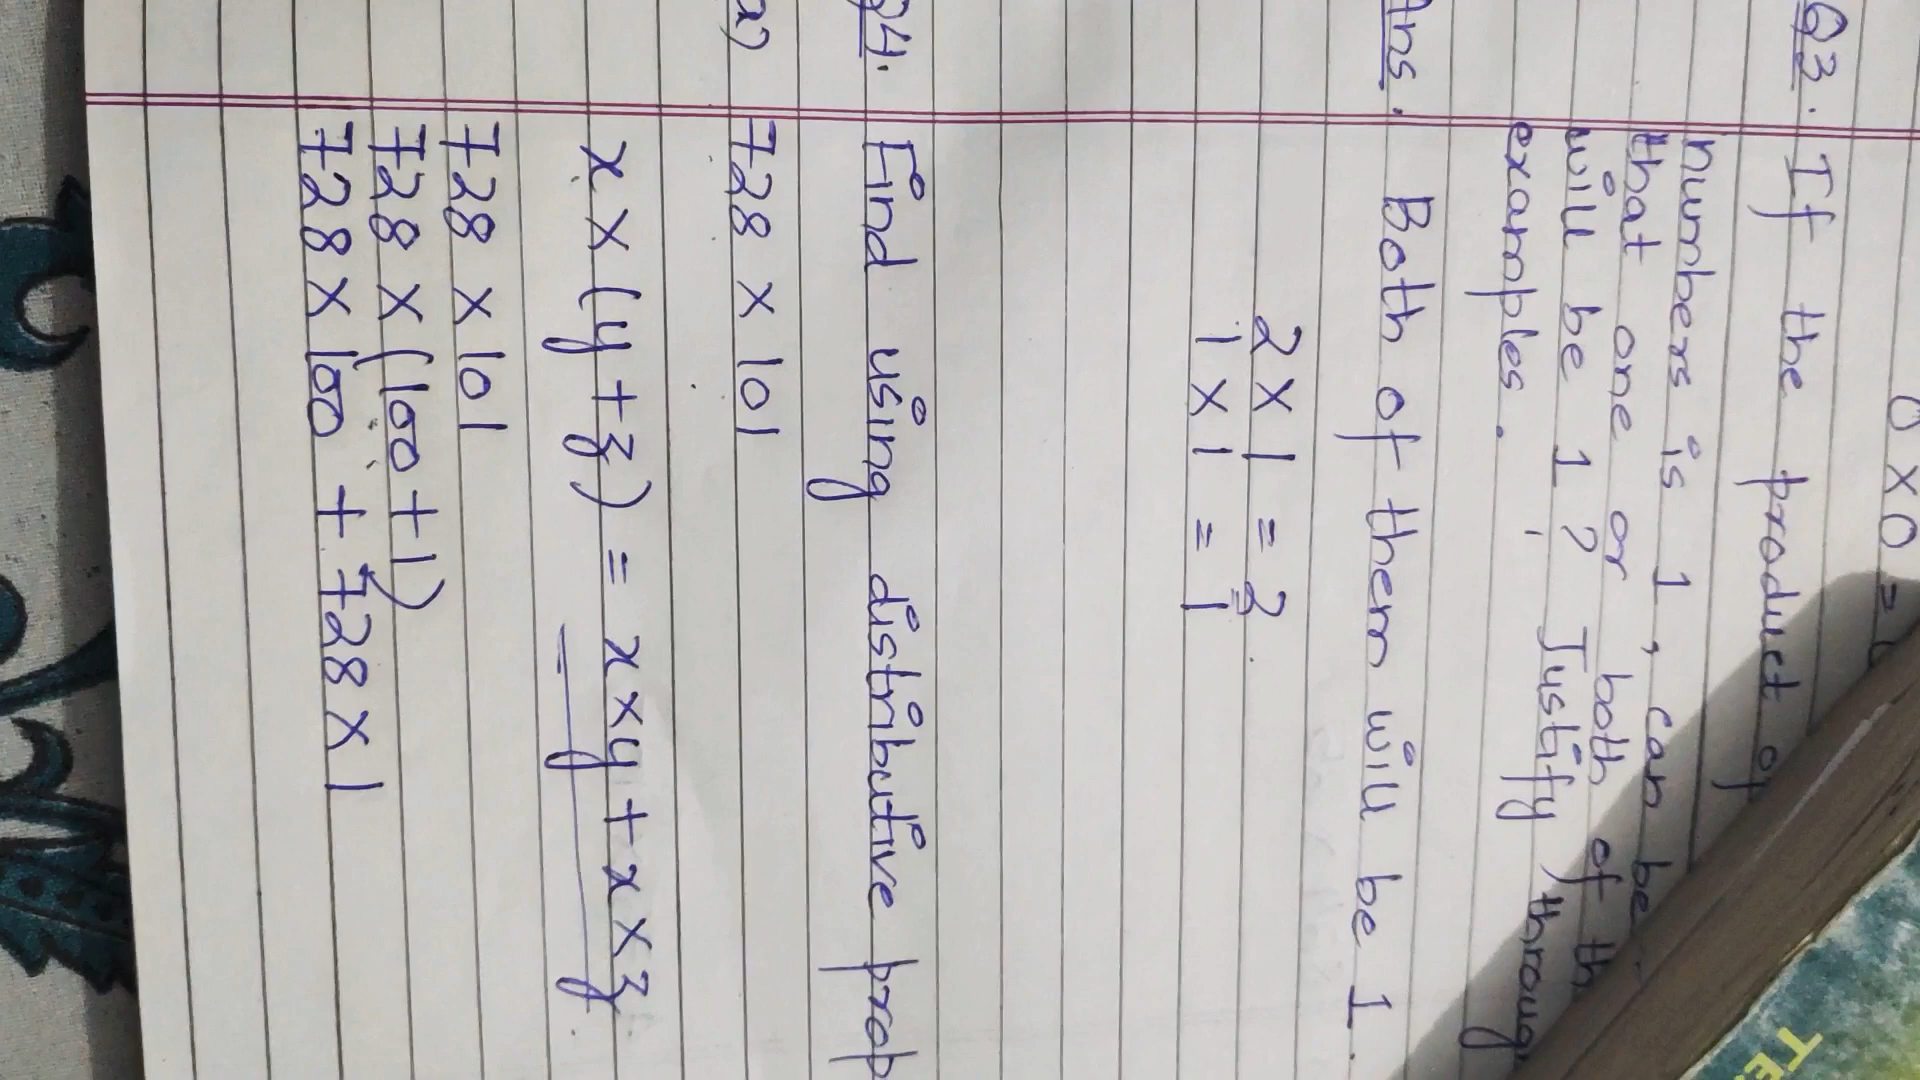 0 x 0 =
Q3. If the product of
numbers is 1, can be
that one or both of th
will be 1? Justify throug
examples.
Ans. Both of them will be 1.
2 x 1 = 2
1 x 1 = 1
Q4. Find using distributive prop
a) 728 x 101
x x (y + z) = x x y + x x z
728 x 101
728 x (100 + 1)
728 x 100 + 728 x 1